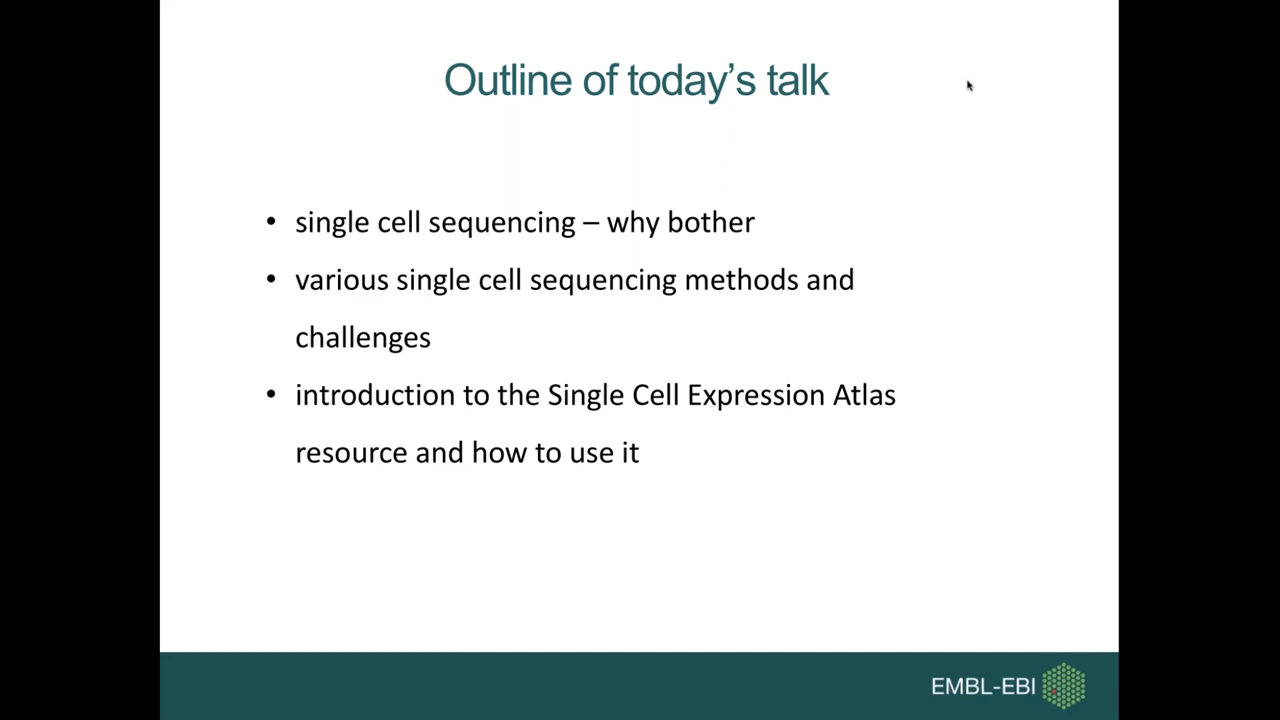 Outline of today’s talk
• single cell sequencing – why bother
• various single cell sequencing methods and
challenges
• introduction to the Single Cell Expression Atlas
resource and how to use it
EMBL-EBI